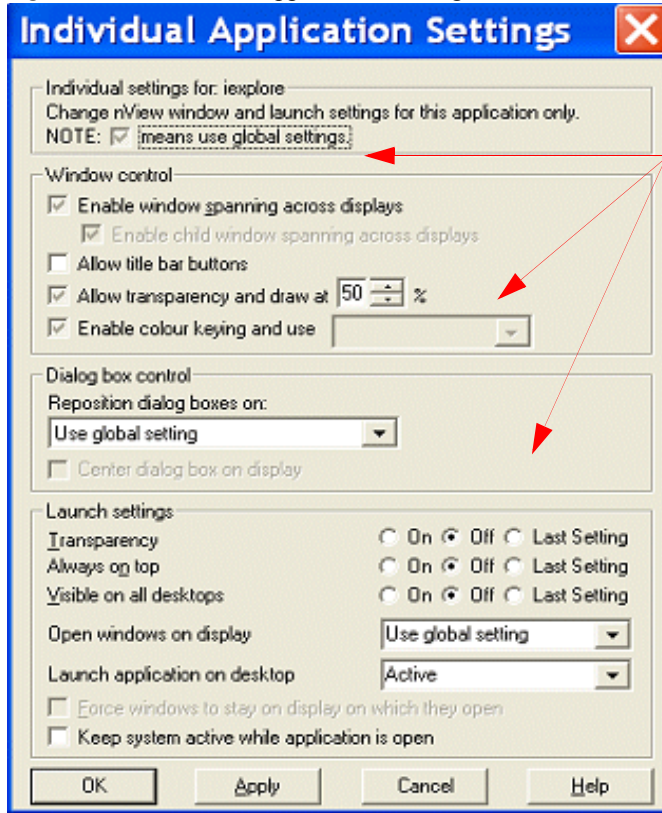 Individual Application Settings
Individual settings for: iexplore
Change nView window and launch settings for this application only.
NOTE: means use global settings.
Window control
Enable window spanning across displays
Enable child window spanning across displays
Allow title bar buttons
Allow transparency and draw at 50 %
Enable colour keying and use
Dialog box control
Reposition dialog boxes on:
Use global setting
Center dialog box on display
Launch settings
Transparency On Off Last Setting
Always on top On Off Last Setting
Visible on all desktops On Off Last Setting
Open windows on display Use global setting
Launch application on desktop Active
Force windows to stay on display on which they open
Keep system active while application is open
OK Apply Cancel Help